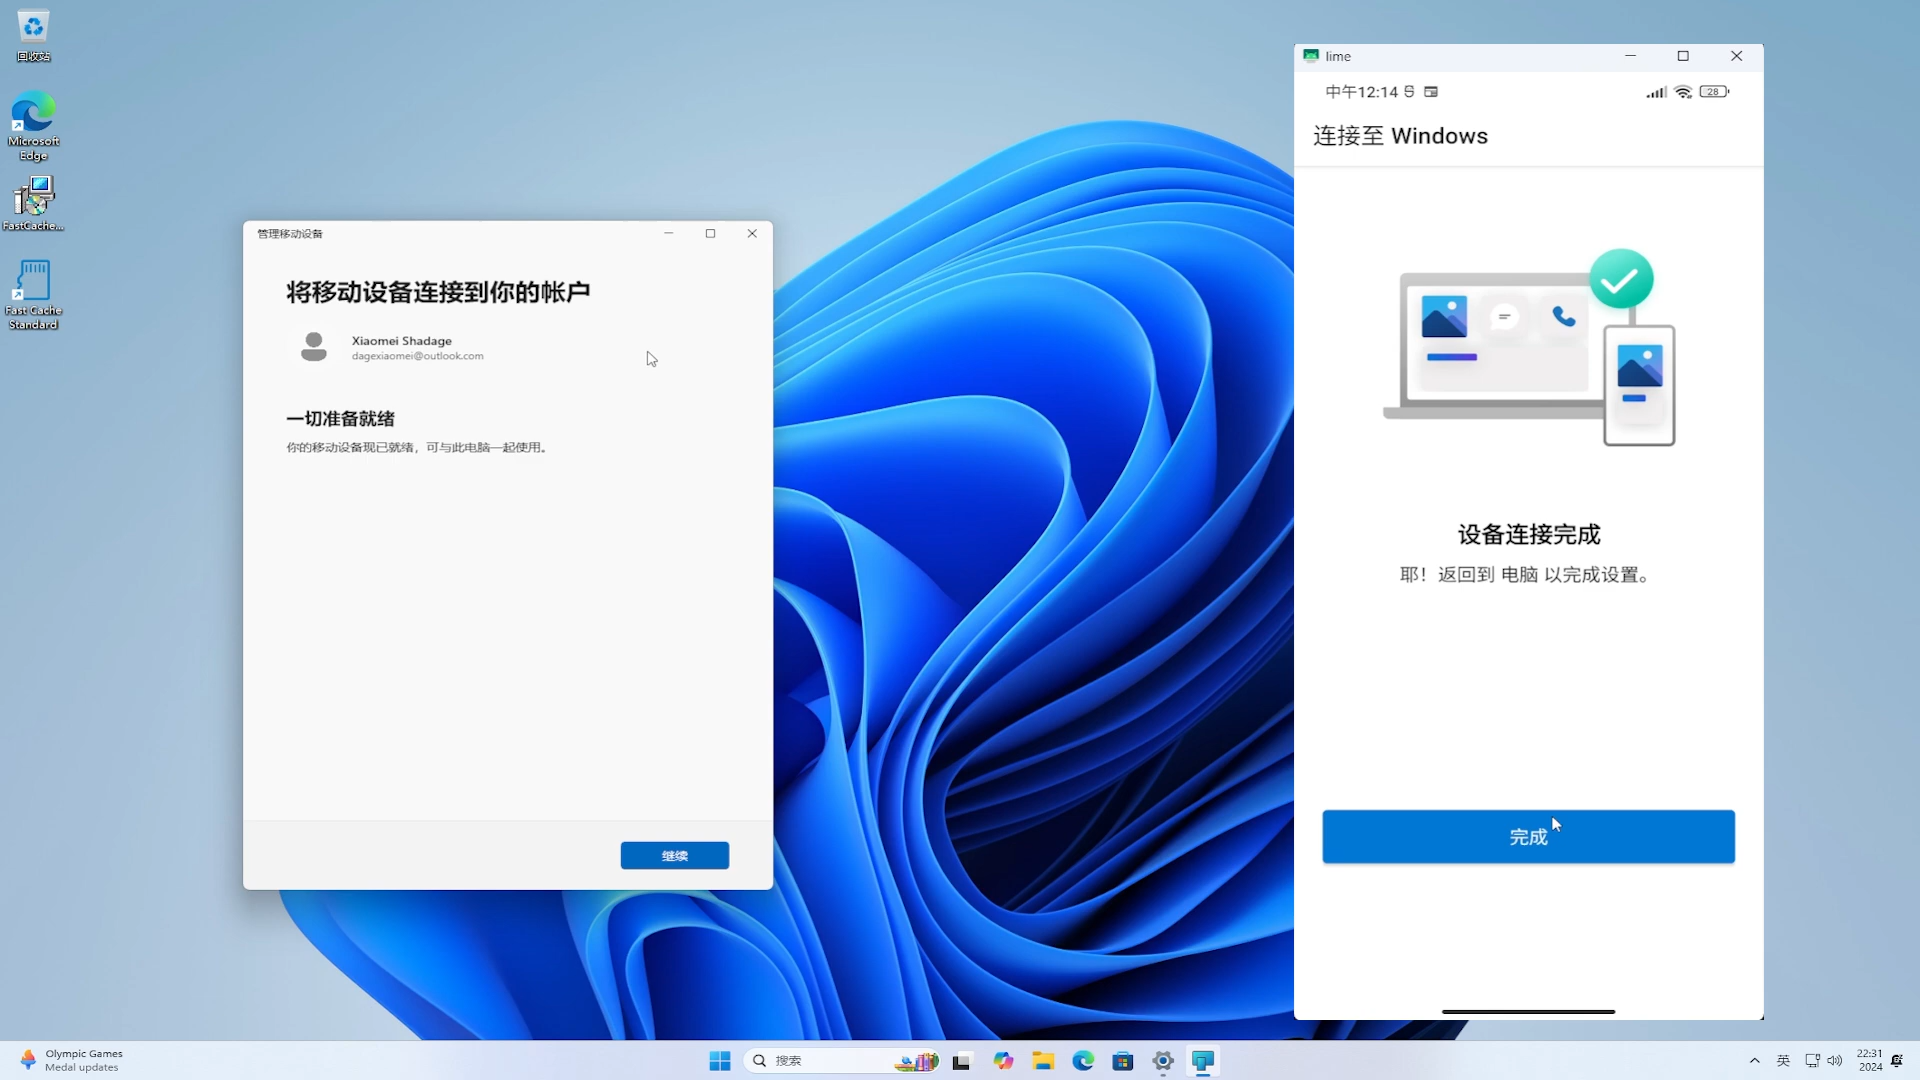 回收站
Microsoft
Edge
FastCache...
Fast Cache
Standard
管理移动设备
将移动设备连接到你的帐户
Xiaomei Shadage
dagexiaomei@outlook.com
一切准备就绪
你的移动设备现已就绪，可与此电脑一起使用。
继续
lime
中午12:14
28
连接至 Windows
设备连接完成
耶！返回到 电脑 以完成设置。
完成
Olympic Games
Medal updates
搜索
英
22:31
2024